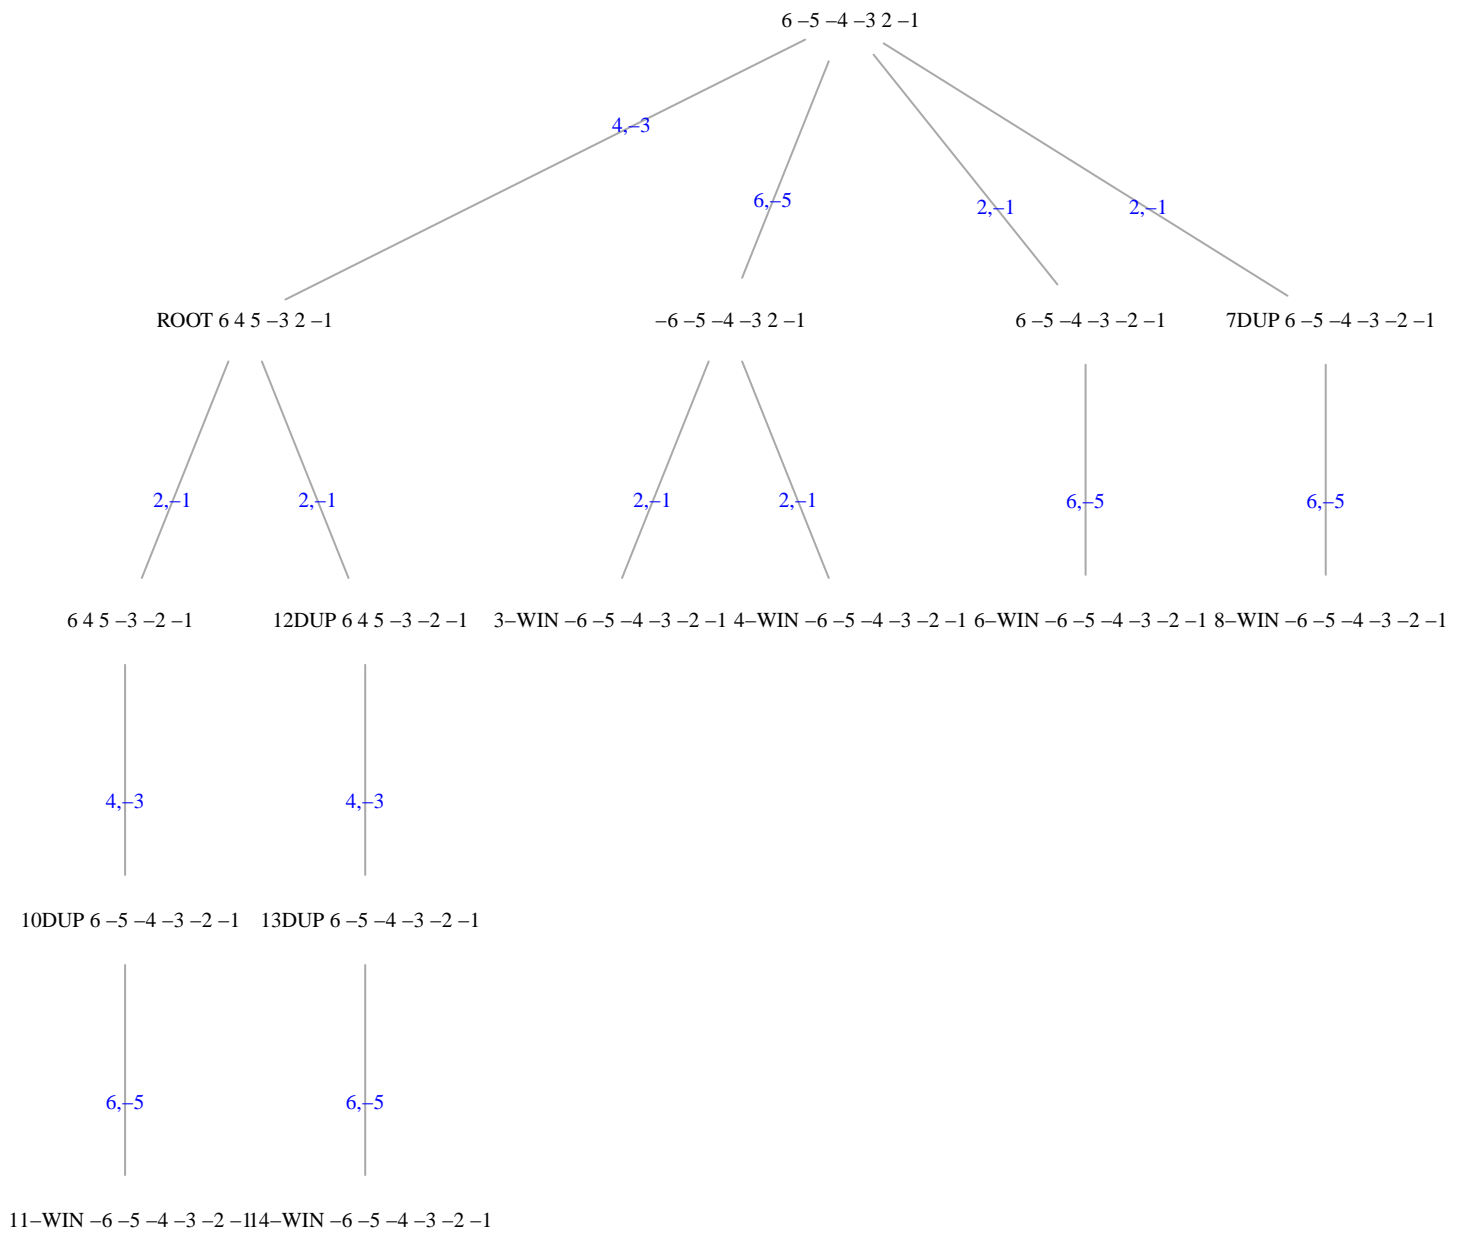 6 –5 –4 –3 2 –1
4,–3
6,–5
2,–1
2,–1
ROOT 6 4 5 –3 2 –1
–6 –5 –4 –3 2 –1
6 –5 –4 –3 –2 –1
7DUP 6 –5 –4 –3 –2 –1
2,–1
2,–1
2,–1
2,–1
6,–5
6,–5
6 4 5 –3 –2 –1
12DUP 6 4 5 –3 –2 –1
3–WIN –6 –5 –4 –3 –2 –1
4–WIN –6 –5 –4 –3 –2 –1
6–WIN –6 –5 –4 –3 –2 –1
8–WIN –6 –5 –4 –3 –2 –1
4,–3
4,–3
10DUP 6 –5 –4 –3 –2 –1
13DUP 6 –5 –4 –3 –2 –1
6,–5
6,–5
11–WIN –6 –5 –4 –3 –2 –1
14–WIN –6 –5 –4 –3 –2 –1